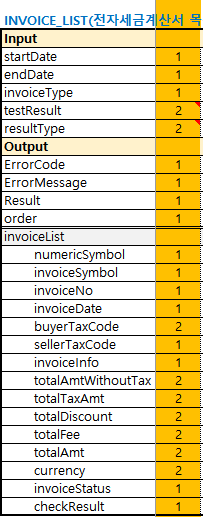 INVOICE_LIST(전자세금계산서 목
Input
startDate 1
endDate 1
invoiceType 1
testResult 2
resultType 2
Output
ErrorCode 1
ErrorMessage 1
Result 1
order 1
invoiceList
numericSymbol 1
invoiceSymbol 1
invoiceNo 1
invoiceDate 1
buyerTaxCode 2
sellerTaxCode 1
invoiceInfo 1
totalAmtWithoutTax 2
totalTaxAmt 2
totalDiscount 2
totalFee 2
totalAmt 2
currency 2
invoiceStatus 1
checkResult 1